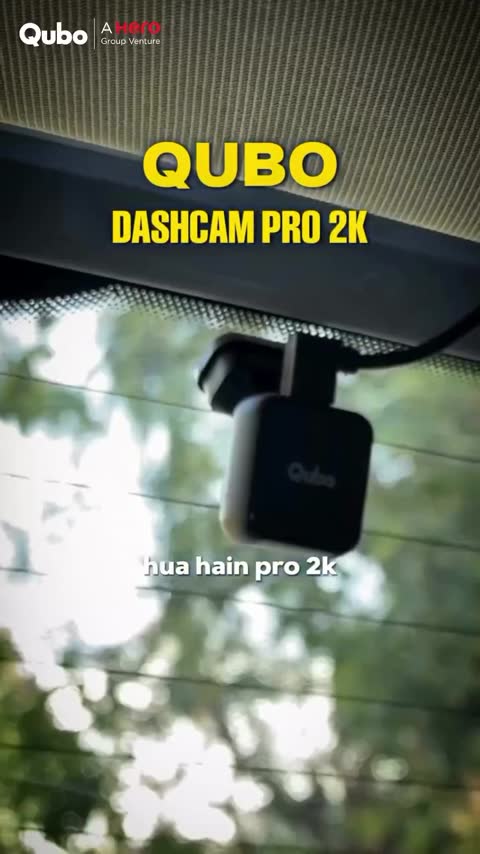 Qubo
A Hero
Group Venture
QUBO
DASHCAM PRO 2K
Qubo
hua hain pro 2k